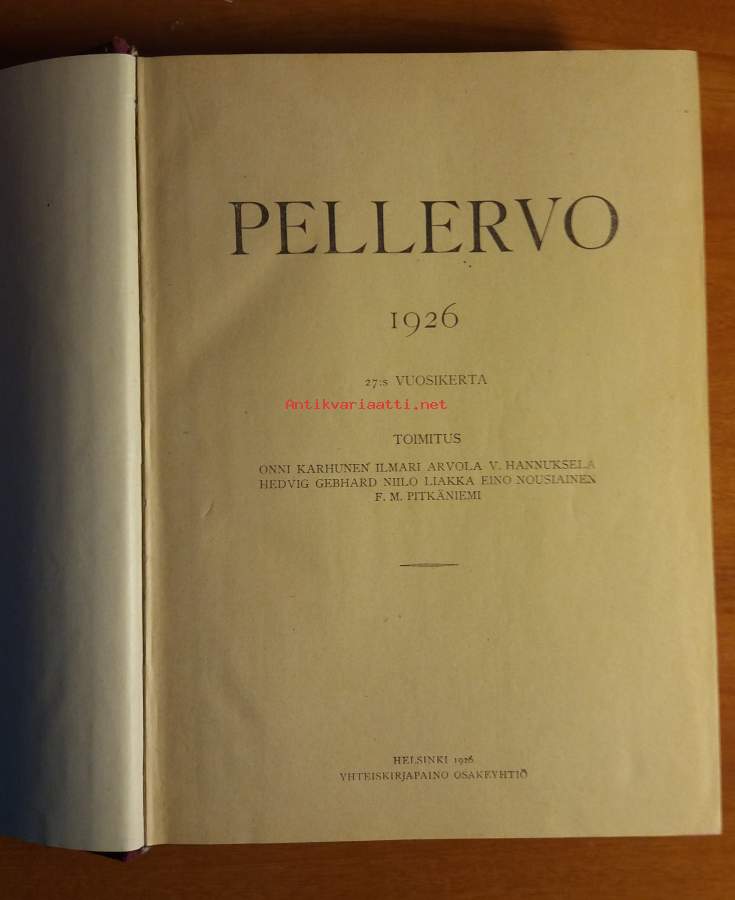 PELLERVO
1926
27:s VUOSIKERTA
Antikvariaatti.net
TOIMITUS
ONNI KARHUNEN ILMARI ARVOLA V. HANNUKSELA
HEDVIG GEBHARD NIILO LIAKKA EINO NOUSIAINEN
F. M. PITKÄNIEMI
HELSINKI 1926
YHTEISKIRJAPAINO OSAKEYHTIÖ